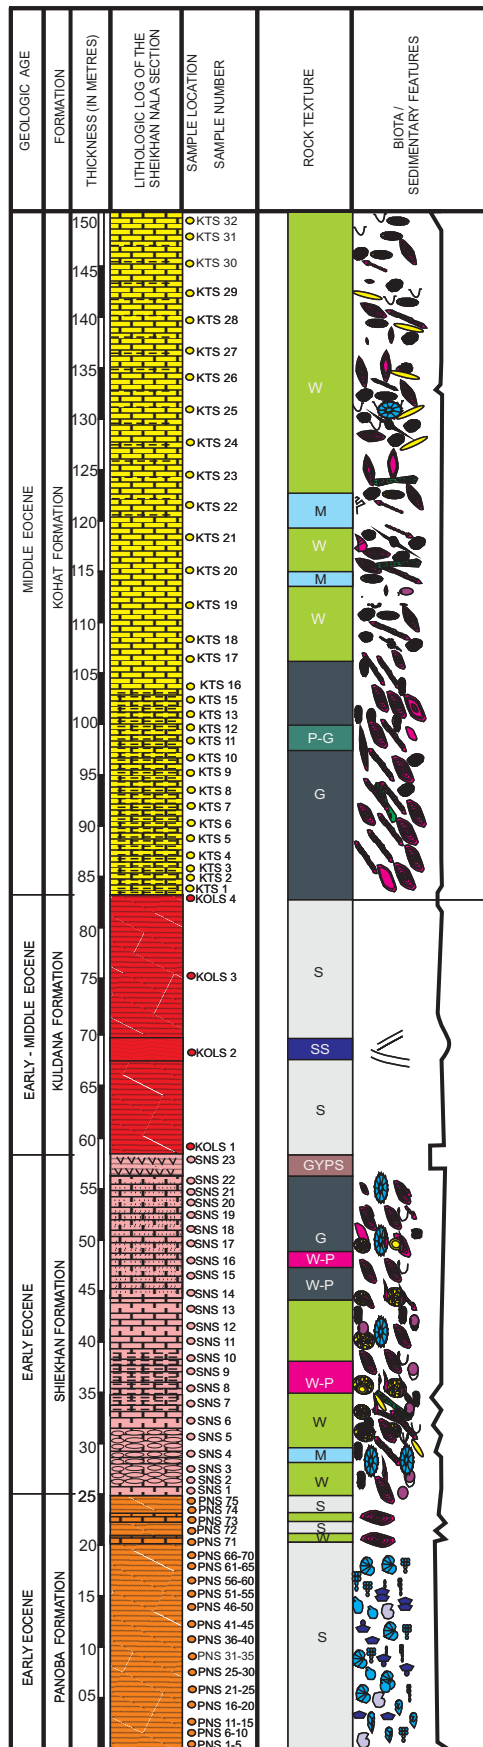 GEOLOGIC AGE
FORMATION
THICKNESS (IN METRES)
LITHOLOGIC LOG OF THE
SHEIKHAN NALA SECTION
SAMPLE LOCATION
SAMPLE NUMBER
ROCK TEXTURE
BIOTA /
SEDIMENTARY FEATURES
MIDDLE EOCENE
KOHAT FORMATION
EARLY - MIDDLE EOCENE
KULDANA FORMATION
EARLY EOCENE
SHIEKHAN FORMATION
EARLY EOCENE
PANOBA FORMATION
150
145
140
135
130
125
120
115
110
105
100
95
90
85
80
75
70
65
60
55
50
45
40
35
30
25
20
15
10
05
KTS 32
KTS 31
KTS 30
KTS 29
KTS 28
KTS 27
KTS 26
KTS 25
KTS 24
KTS 23
KTS 22
KTS 21
KTS 20
KTS 19
KTS 18
KTS 17
KTS 16
KTS 15
KTS 13
KTS 12
KTS 11
KTS 10
KTS 9
KTS 8
KTS 7
KTS 6
KTS 5
KTS 4
KTS 3
KTS 2
KTS 1
KOLS 4
KOLS 3
KOLS 2
KOLS 1
SNS 23
SNS 22
SNS 21
SNS 20
SNS 19
SNS 18
SNS 17
SNS 16
SNS 15
SNS 14
SNS 13
SNS 12
SNS 11
SNS 10
SNS 9
SNS 8
SNS 7
SNS 6
SNS 5
SNS 4
SNS 3
SNS 2
SNS 1
PNS 75
PNS 74
PNS 73
PNS 72
PNS 71
PNS 66-70
PNS 61-65
PNS 56-60
PNS 51-55
PNS 46-50
PNS 41-45
PNS 36-40
PNS 31-35
PNS 25-30
PNS 21-25
PNS 16-20
PNS 11-15
PNS 6-10
PNS 1-5
W
M
W
M
W
P-G
G
S
SS
S
GYPS
G
W-P
W-P
W-P
W
M
W
S
S
W
S